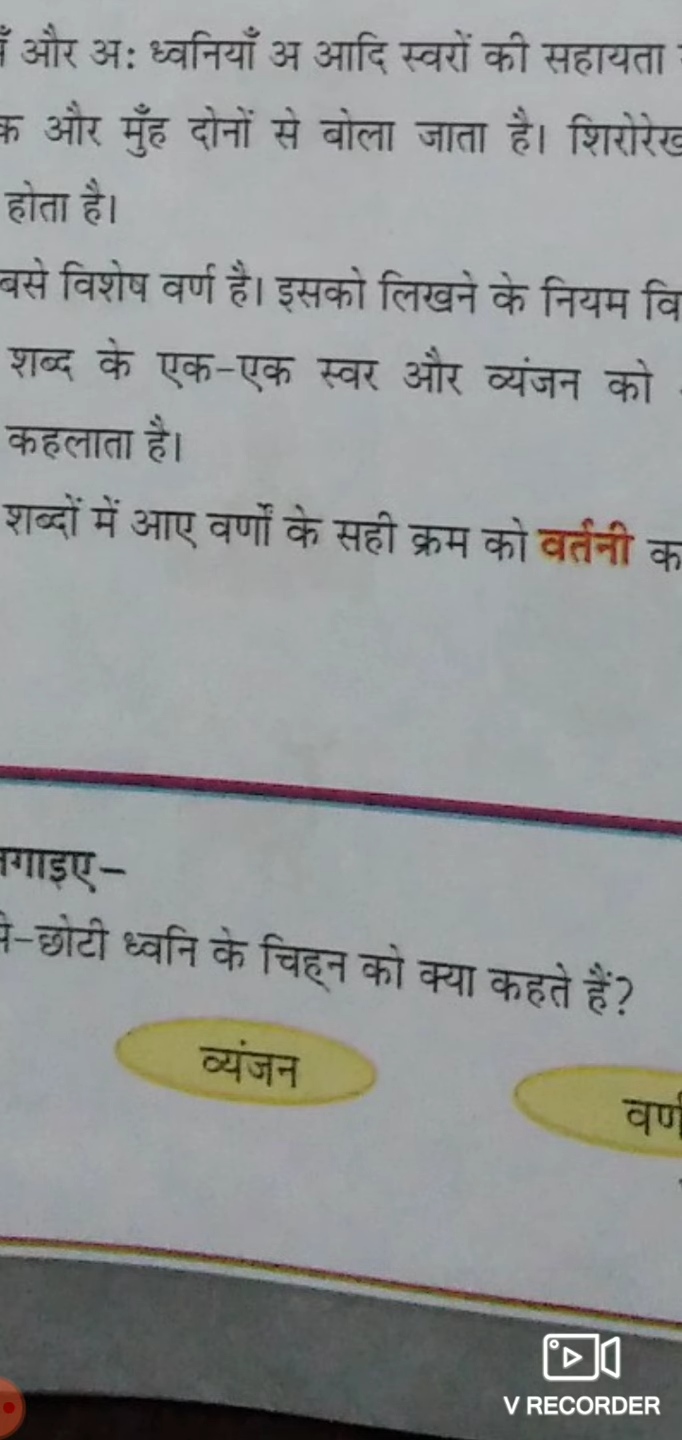 और अः ध्वनियाँ अ आदि स्वरों की सहायता
और मुँह दोनों से बोला जाता है। शिरोरेख
होता है।
बसे विशेष वर्ण है। इसको लिखने के नियम वि
शब्द के एक-एक स्वर और व्यंजन को
कहलाता है।
शब्दों में आए वर्णों के सही क्रम को वर्तनी क
गाइए-
-छोटी ध्वनि के चिह्न को क्या कहते हैं?
व्यंजन
वर्ण
V RECORDER